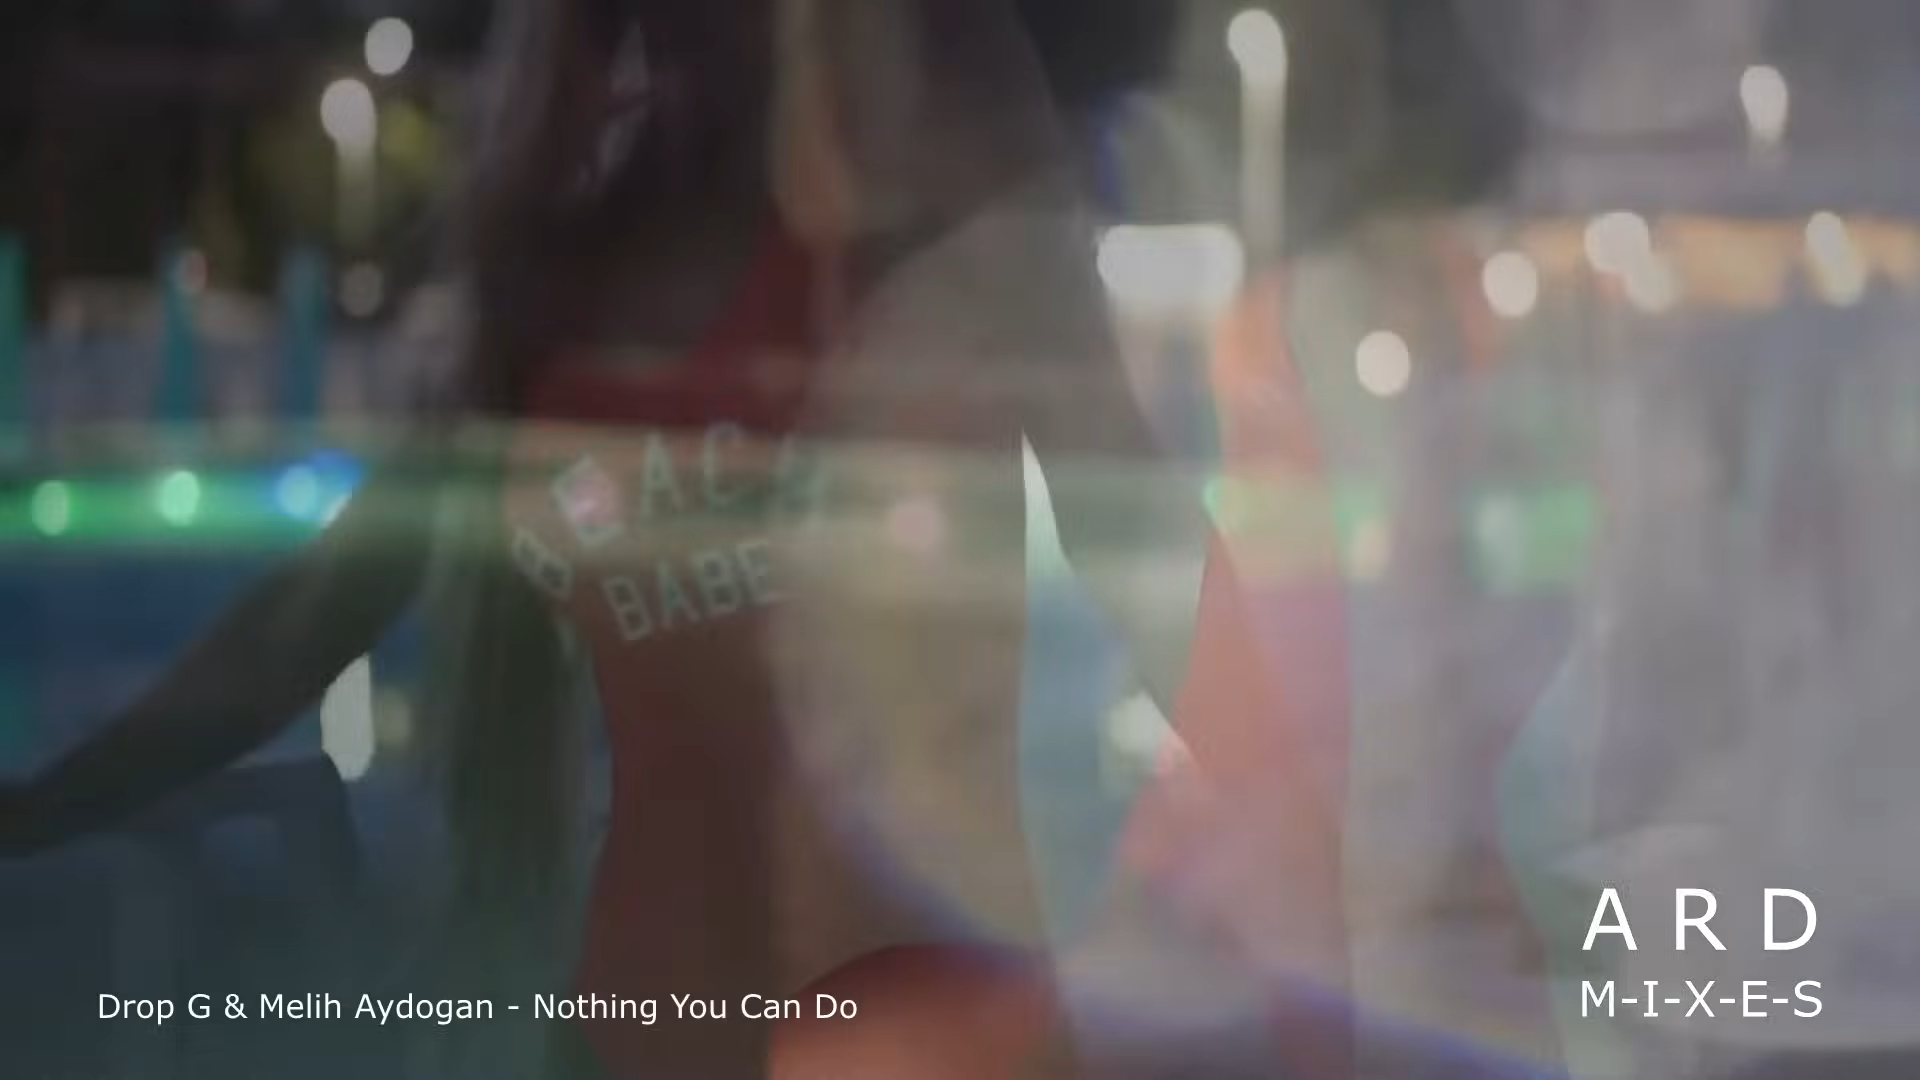 BEACH
BABE
A R D
M-I-X-E-S
Drop G & Melih Aydogan - Nothing You Can Do